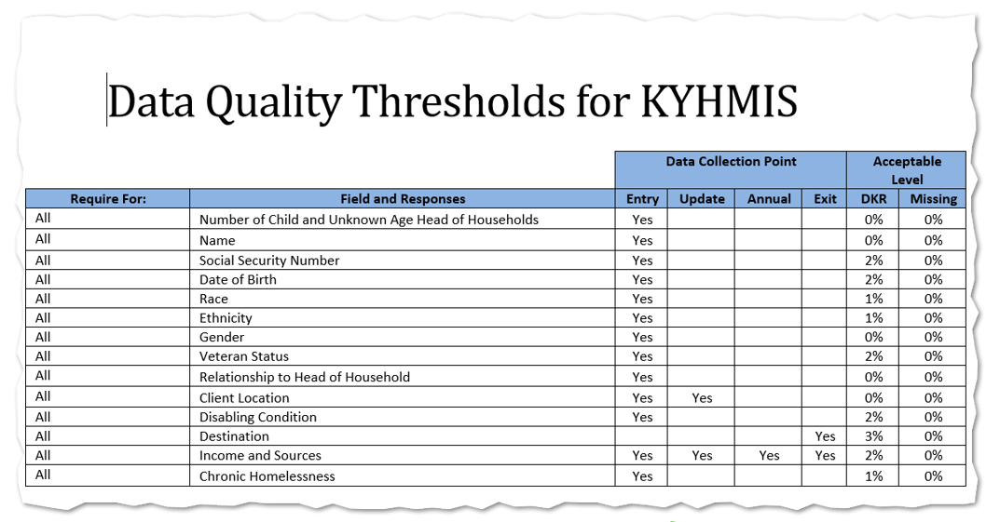 Data Quality Thresholds for KYHMIS
Data Collection Point Acceptable Level
Require For: Field and Responses Entry Update Annual Exit DKR Missing
All Number of Child and Unknown Age Head of Households Yes 0% 0%
All Name Yes 0% 0%
All Social Security Number Yes 2% 0%
All Date of Birth Yes 2% 0%
All Race Yes 1% 0%
All Ethnicity Yes 1% 0%
All Gender Yes 0% 0%
All Veteran Status Yes 2% 0%
All Relationship to Head of Household Yes 0% 0%
All Client Location Yes Yes 0% 0%
All Disabling Condition Yes 2% 0%
All Destination Yes 3% 0%
All Income and Sources Yes Yes Yes Yes 2% 0%
All Chronic Homelessness Yes 1% 0%